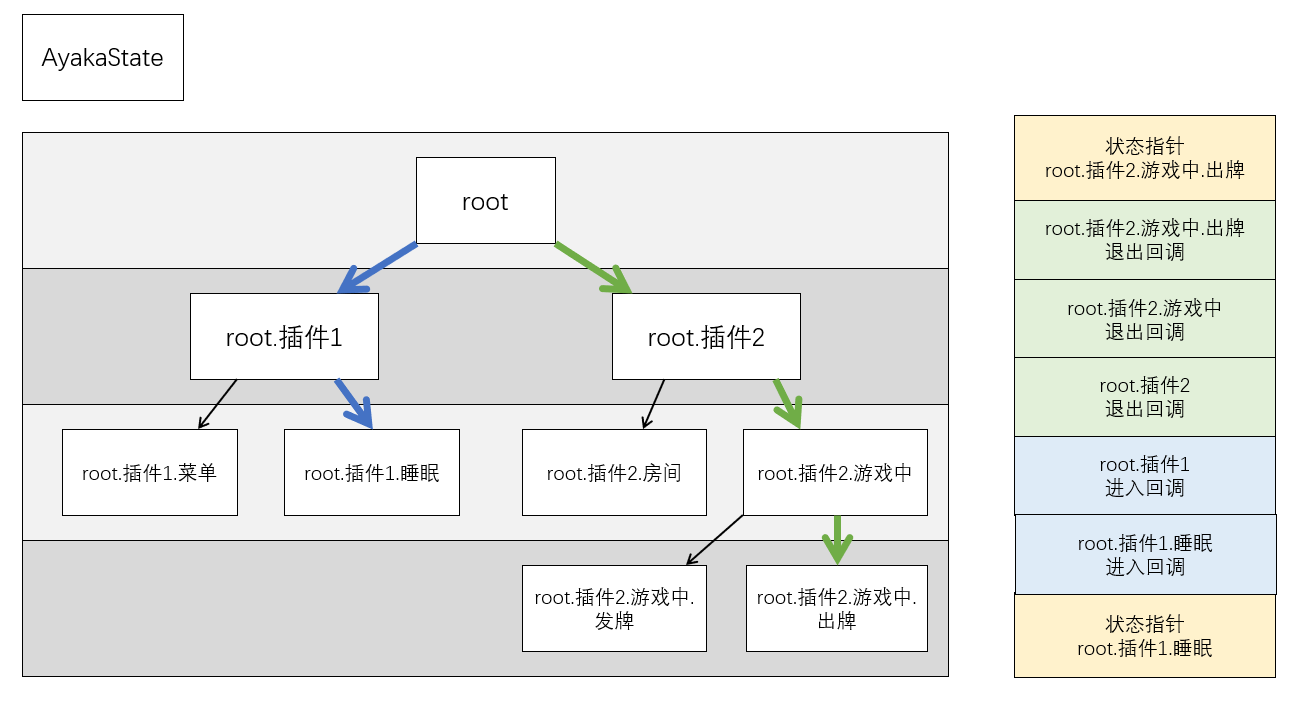 AyakaState
root
root.插件1
root.插件2
root.插件1.菜单
root.插件1.睡眠
root.插件2.房间
root.插件2.游戏中
root.插件2.游戏中.
发牌
root.插件2.游戏中.
出牌
状态指针
root.插件2.游戏中.出牌
root.插件2.游戏中.出牌
退出回调
root.插件2.游戏中
退出回调
root.插件2
退出回调
root.插件1
进入回调
root.插件1.睡眠
进入回调
状态指针
root.插件1.睡眠